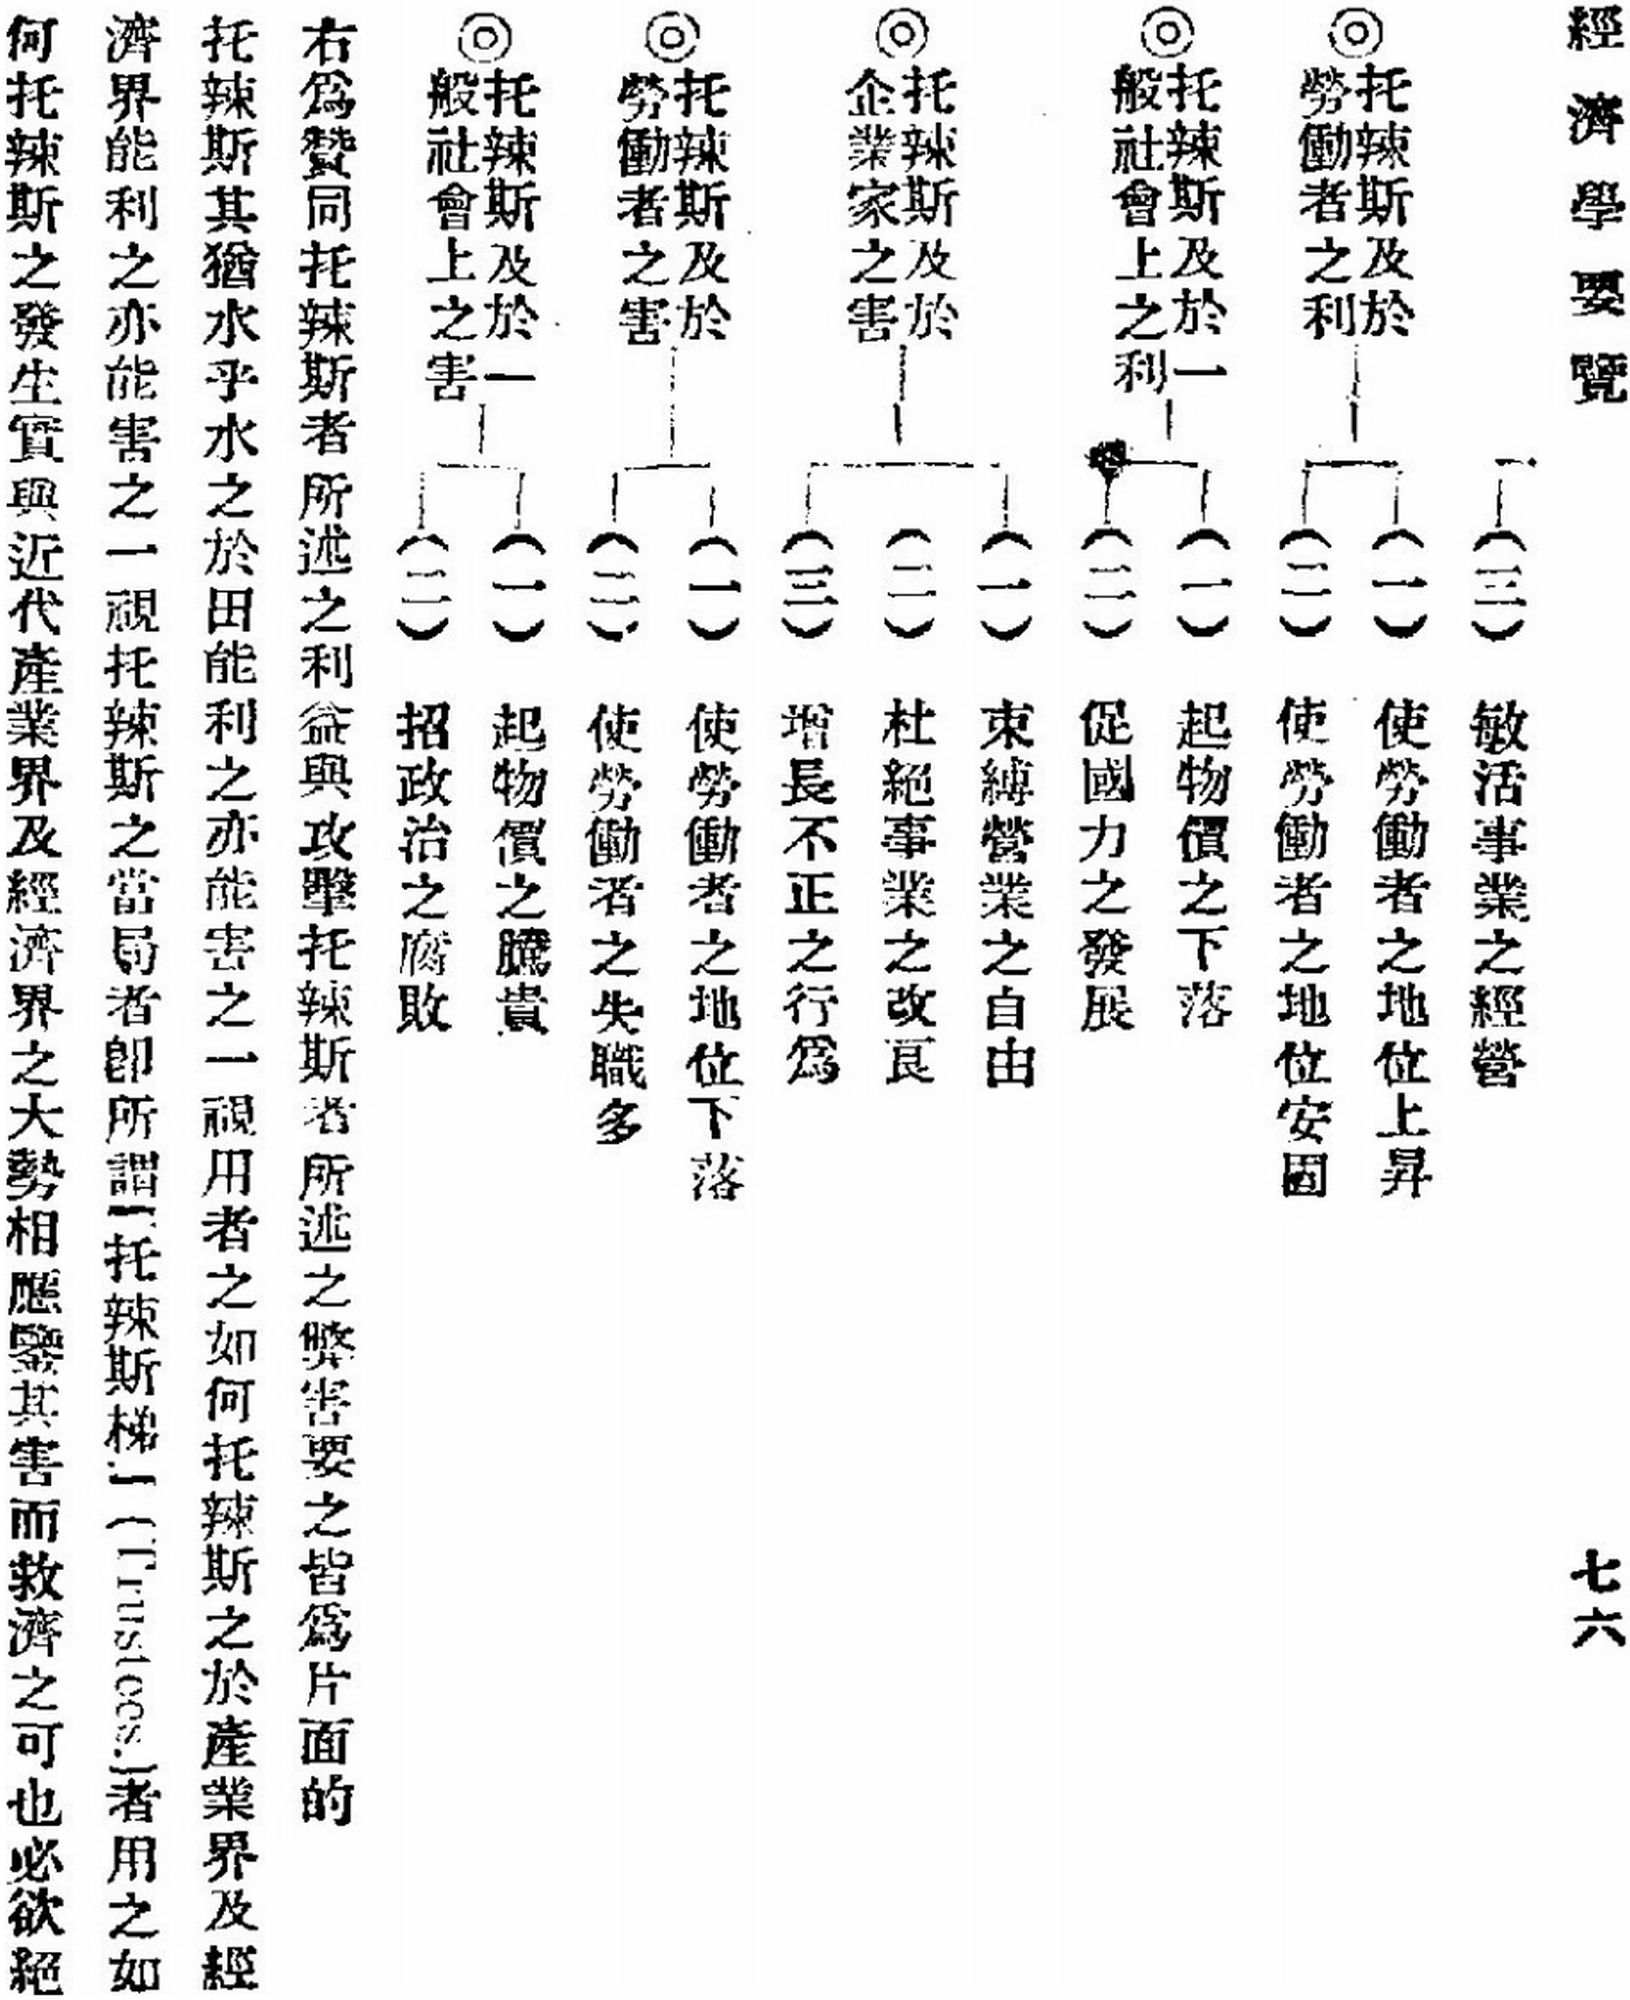 經濟學要覽
七六
(三) 敏活事業之經營
◎托辣斯及於
勞働者之利
(一) 使勞働者之地位上昇
(二) 使勞働者之地位安固
◎托辣斯及於一
般社會上之利
(一) 起物價之下落
(二) 促國力之發展
◎托辣斯及於
企業家之害
(一) 束縛營業之自由
(二) 杜絕事業之改良
(三) 增長不正之行爲
◎托辣斯及於
勞働者之害
(一) 使勞働者之地位下落
(二) 使勞働者之失職多
◎托辣斯及於一
般社會上之害
(一) 起物價之騰貴
(二) 招政治之腐敗
右爲贊同托辣斯者所述之利益與攻擊托辣斯者所述之弊害要之皆爲片面的
托辣斯其猶水乎水之於田能利之亦能害之一視用者之如何托辣斯之於產業界及經
濟界能利之亦能害之一視托辣斯之當局者卽所謂「托辣斯梯」(Trustees.)者用之如
何托辣斯之發生實與近代產業界及經濟界之大勢相應鑒其害而救濟之可也必欲絕